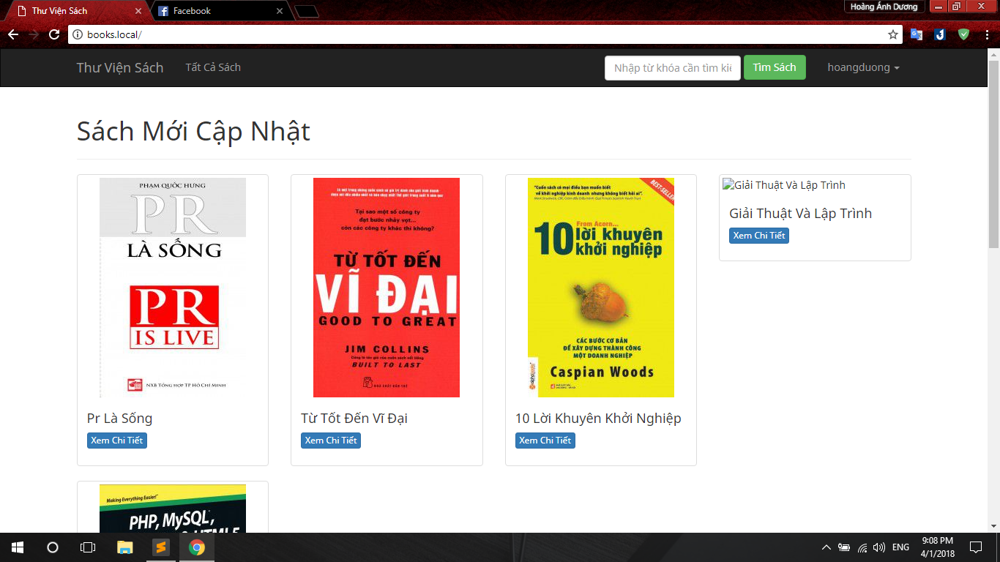 Thư Viện Sách
Facebook
Hoàng Ánh Dương
books.local/
Thư Viện Sách
Tất Cả Sách
Nhập từ khóa cần tìm kiế
Tìm Sách
hoangduong
Sách Mới Cập Nhật
PHẠM QUỐC HƯNG
PR
LÀ SỐNG
PR
IS LIVE
NXB TỔNG HỢP TP HỒ CHÍ MINH
Pr Là Sống
Xem Chi Tiết
Tại sao một số công ty
đạt bước nhảy vọt...
còn các công ty khác thì không?
TỪ TỐT ĐẾN
VĨ ĐẠI
GOOD TO GREAT
JIM COLLINS
BUILT TO LAST
NHÀ XUẤT BẢN TRẺ
Từ Tốt Đến Vĩ Đại
Xem Chi Tiết
BEST-SELLER
"Cuốn sách có mọi điều bạn muốn biết
về khởi nghiệp kinh doanh nhưng không biết hỏi ai".
From Acorn...
10 lời khuyên
khởi nghiệp
CÁC BƯỚC CƠ BẢN
ĐỂ XÂY DỰNG THÀNH CÔNG
MỘT DOANH NGHIỆP
Caspian Woods
alphabooks
10 Lời Khuyên Khởi Nghiệp
Xem Chi Tiết
Giải Thuật Và Lập Trình
Giải Thuật Và Lập Trình
Xem Chi Tiết
Making Everything Easier!
PHP, MySQL,
9:08 PM
ENG
4/1/2018